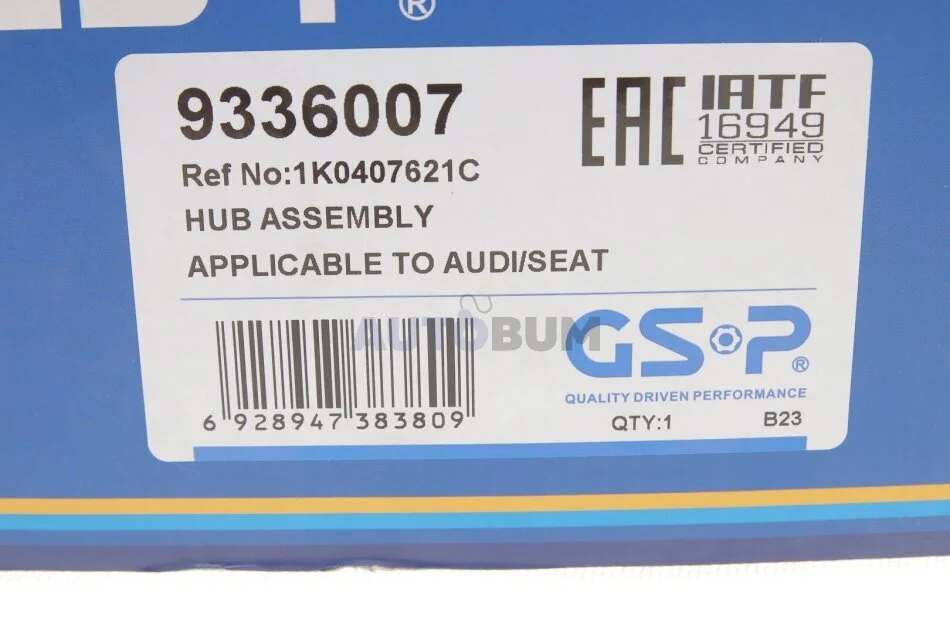 ®
9336007
EAC
IATF
16949
CERTIFIED
COMPANY
Ref No:1K0407621C
HUB ASSEMBLY
APPLICABLE TO AUDI/SEAT
AUTOBUM
GSP®
QUALITY DRIVEN PERFORMANCE
6 928947 383809
QTY:1
B23